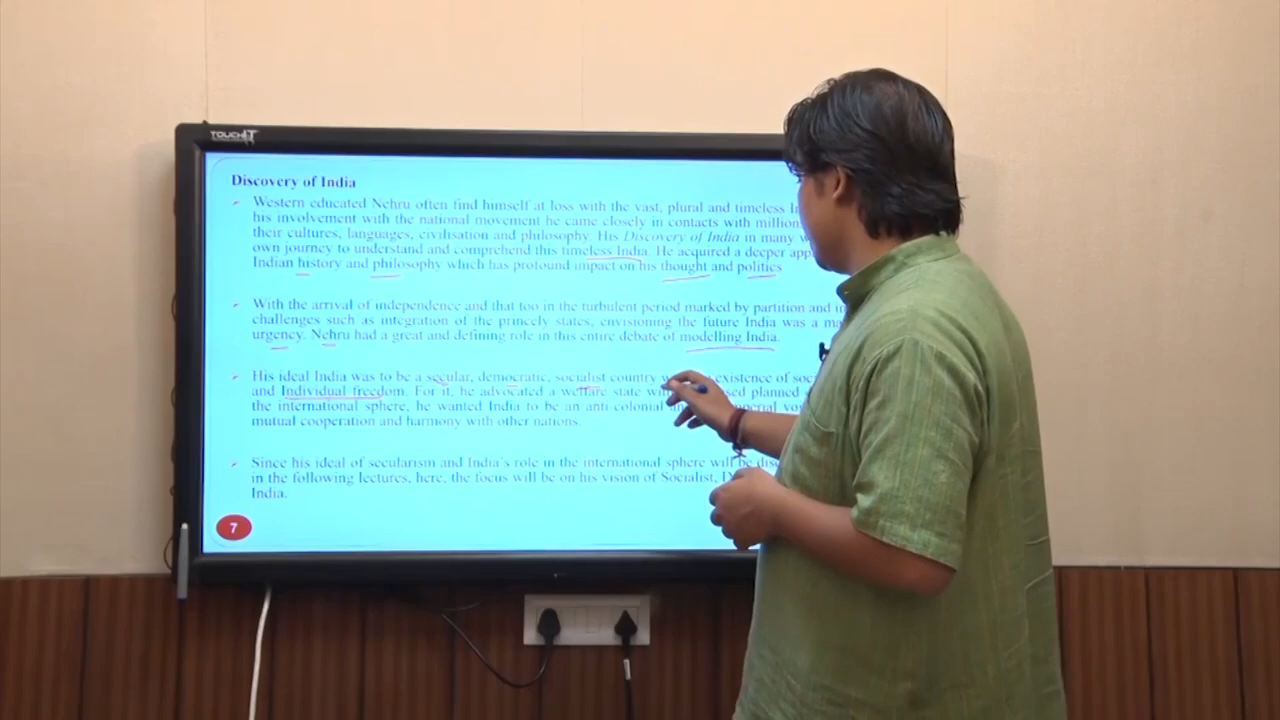 TOUCHIT
Discovery of India
Western educated Nehru often find himself at loss with the vast, plural and timeless
his involvement with the national movement he came closely in contacts with
their cultures, languages, civilisation and philosophy. His Discovery of India in many
own journey to understand and comprehend this timeless India. He acquired a deeper
Indian history and philosophy which has profound impact on his thought and politics
With the arrival of independence and that too in the turbulent period marked by partition and
challenges such as integration of the princely states, envisioning the future India was a
urgency. Nehru had a great and defining role in this entire debate of modelling India.
His ideal India was to be a secular, democratic, socialist country existence of
and Individual freedom. For it, he advocated a welfare state planned
the international sphere, he wanted India to be an anti colonial
mutual cooperation and harmony with other nations.
Since his ideal of secularism and India's role in the international sphere will be
in the following lectures, here, the focus will be on his vision of Socialist,
India.
7